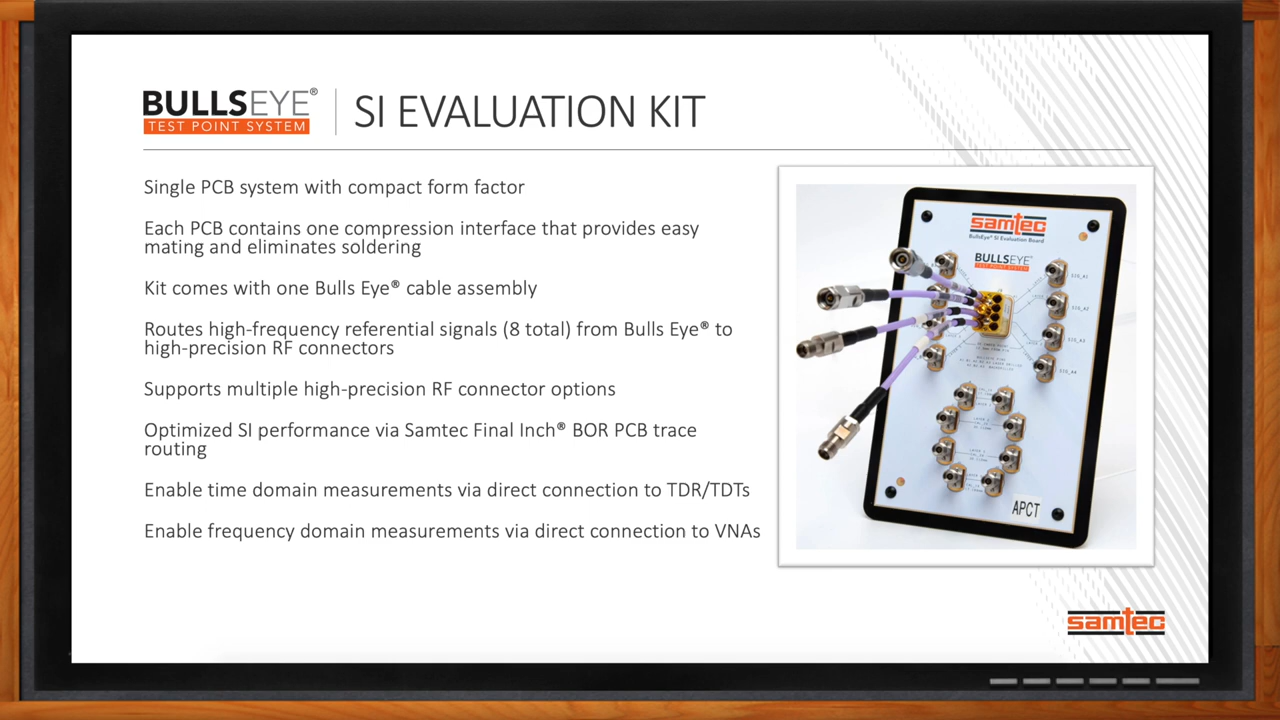 BULLSEYE®
TEST POINT SYSTEM
SI EVALUATION KIT
Single PCB system with compact form factor
Each PCB contains the compression interface that provides easy
mating and eliminates soldering
Kit comes with one Bulls Eye® cable assembly
Routes high-frequency referential signals (8 total) from Bulls Eye® to
high-precision RF connectors
Supports multiple high-precision RF connector options
Optimized SI performance via Samtec Final Inch® BOR PCB trace
routing
Enable time domain measurements via direct connection to TDR/TDTs
Enable frequency domain measurements via direct connection to VNAs
samtec
BullsEye® SI Evaluation Board
BULLSEYE
TEST POINT SYSTEM
SIG_A1
SIG_A2
SIG_A3
SIG_A4
APCT
samtec